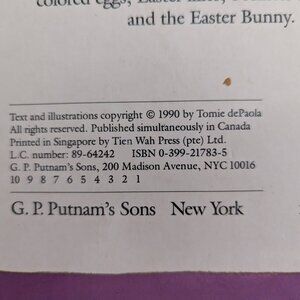 colored eggs, Easter
and the Easter Bunny.
Text and illustrations copyright © 1990 by Tomie dePaola
All rights reserved. Published simultaneously in Canada
Printed in Singapore by Tien Wah Press (pte) Ltd.
L.C. number: 89-64242 ISBN 0-399-21783-5
G. P. Putnam's Sons, 200 Madison Avenue, NYC 10016
10 9 8 7 6 5 4 3 2 1
G. P. Putnam's Sons New York